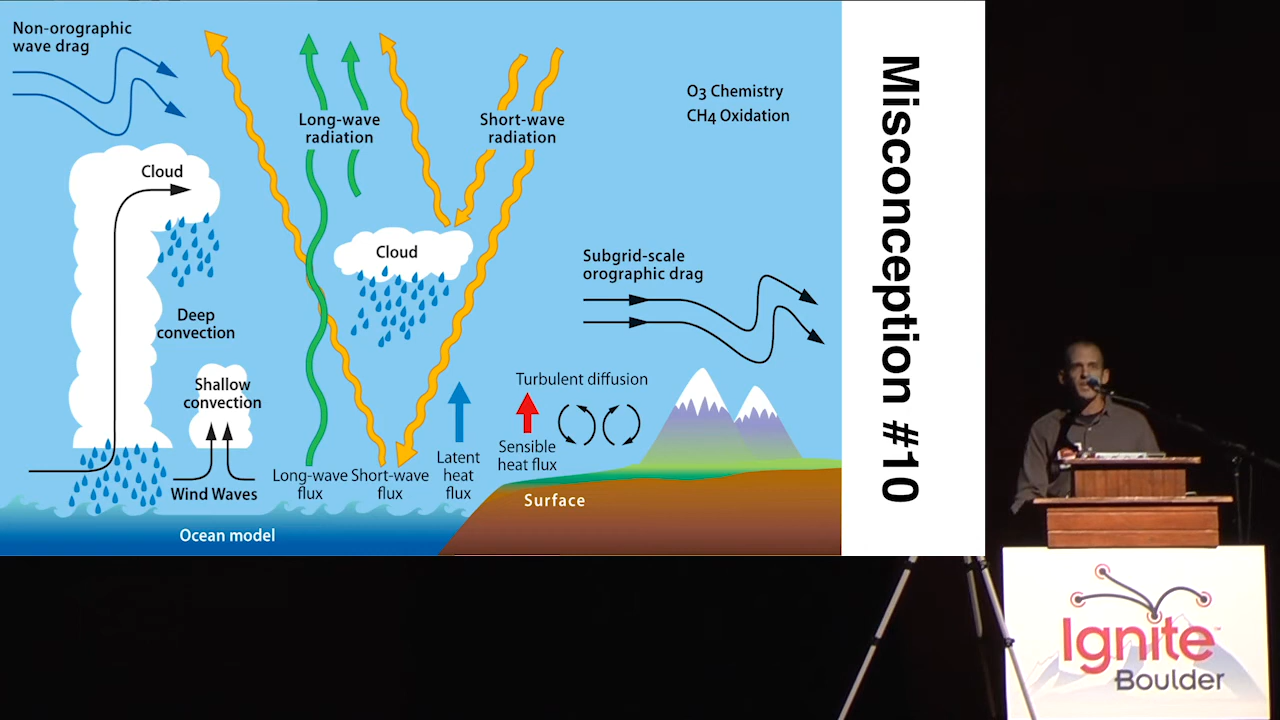 Non-orographic
wave drag
Cloud
Deep
convection
Shallow
convection
Wind Waves
Ocean model
Long-wave
radiation
Short-wave
radiation
Cloud
Long-wave
flux
Short-wave
flux
Latent
heat
flux
O3 Chemistry
CH4 Oxidation
Subgrid-scale
orographic drag
Turbulent diffusion
Sensible
heat flux
Surface
Misconception #10
Ignite™
Boulder